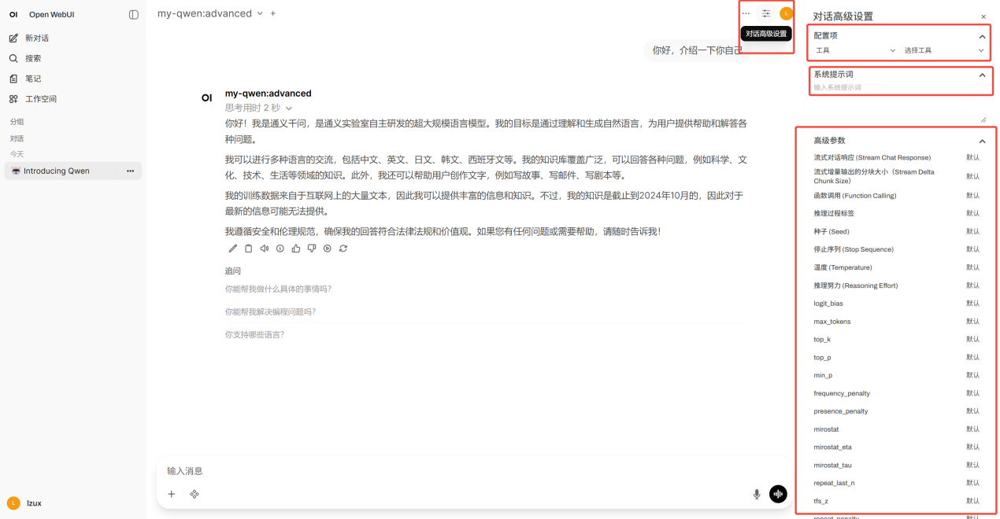 OI Open WebUI
新对话
搜索
笔记
工作空间
分组
对话
今天
Introducing Qwen
L lzux
my-qwen:advanced
L
对话高级设置
你好，介绍一下你自己
OI my-qwen:advanced
思考用时 2 秒
你好！我是通义千问，是通义实验室自主研发的超大规模语言模型。我的目标是通过理解和生成自然语言，为用户提供帮助和解答各
种问题。
我可以进行多种语言的交流，包括中文、英文、日文、韩文、西班牙文等。我的知识库覆盖广泛，可以回答各种问题，例如科学、文
化、技术、生活等领域的知识。此外，我还可以帮助用户创作文字，例如写故事、写邮件、写剧本等。
我的训练数据来自于互联网上的大量文本，因此我可以提供丰富的信息和知识。不过，我的知识是截止到2024年10月的，因此对于
最新的信息可能无法提供。
我遵循安全和伦理规范，确保我的回答符合法律法规和价值观。如果您有任何问题或需要帮助，请随时告诉我！
追问
你能帮我做什么具体的事情吗？
你能帮我解决编程问题吗？
你支持哪些语言？
输入消息
对话高级设置
配置项
工具 选择工具
系统提示词
输入系统提示词
高级参数
流式对话响应 (Stream Chat Response) 默认
流式增量输出的分块大小（Stream Delta
Chunk Size） 默认
函数调用 (Function Calling) 默认
推理过程标签 默认
种子 (Seed) 默认
停止序列 (Stop Sequence) 默认
温度 (Temperature) 默认
推理努力 (Reasoning Effort) 默认
logit_bias 默认
max_tokens 默认
top_k 默认
top_p 默认
min_p 默认
frequency_penalty 默认
presence_penalty 默认
mirostat 默认
mirostat_eta 默认
mirostat_tau 默认
repeat_last_n 默认
tfs_z 默认
repeat_penalty 默认